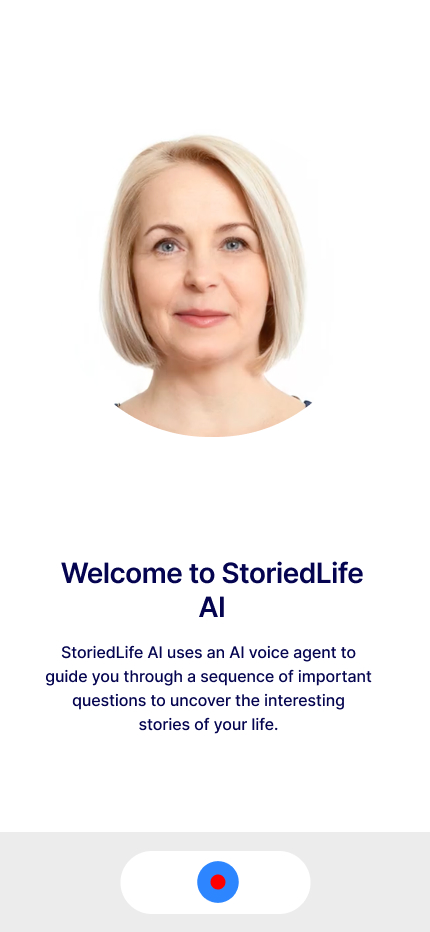 Welcome to StoriedLife
AI
StoriedLife AI uses an AI voice agent to
guide you through a sequence of important
questions to uncover the interesting
stories of your life.